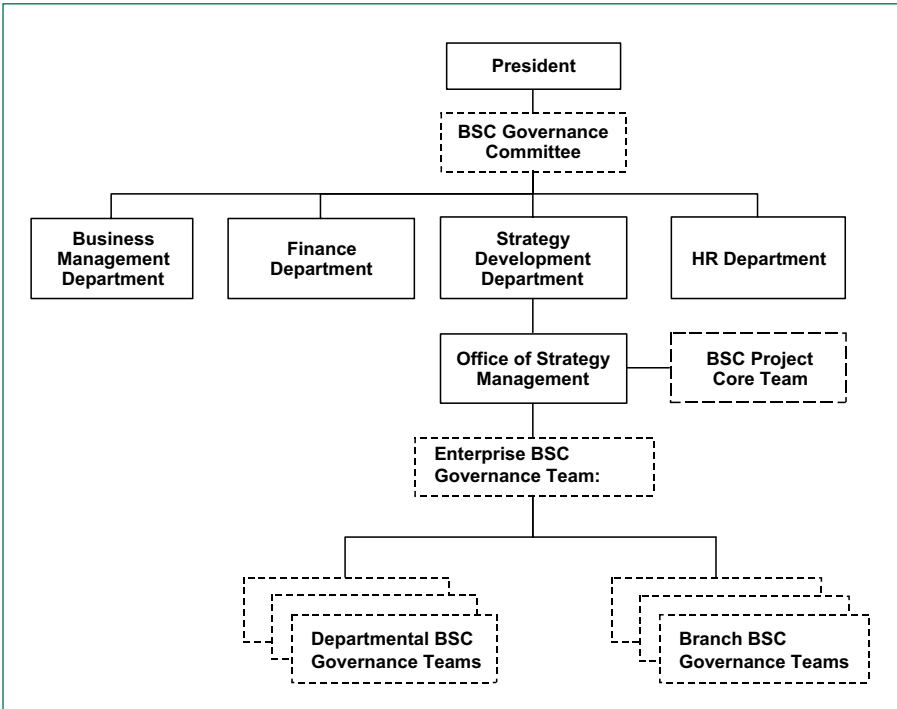 President
BSC Governance
Committee
Business
Management
Department
Finance
Department
Strategy
Development
Department
HR Department
Office of Strategy
Management
BSC Project
Core Team
Enterprise BSC
Governance Team:
Departmental BSC
Governance Teams
Branch BSC
Governance Teams